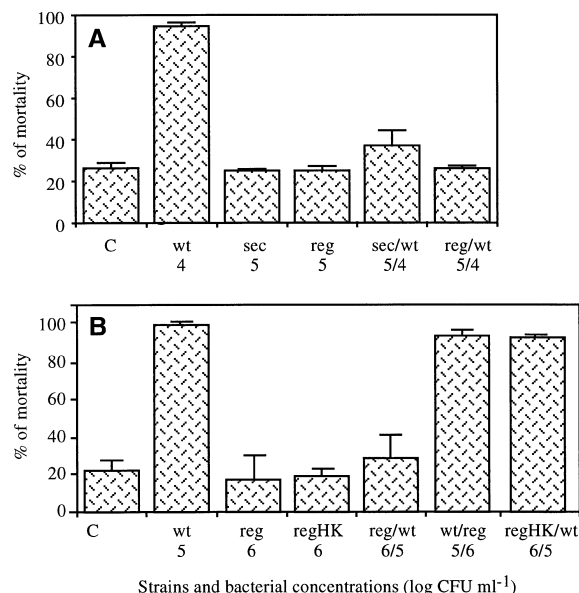 A
% of mortality
100
80
60
40
20
0
C wt sec reg sec/wt reg/wt
4 5 5 5/4 5/4
B
% of mortality
100
80
60
40
20
0
C wt reg regHK reg/wt wt/reg regHK/wt
5 6 6 6/5 5/6 6/5
Strains and bacterial concentrations (log CFU ml-1)